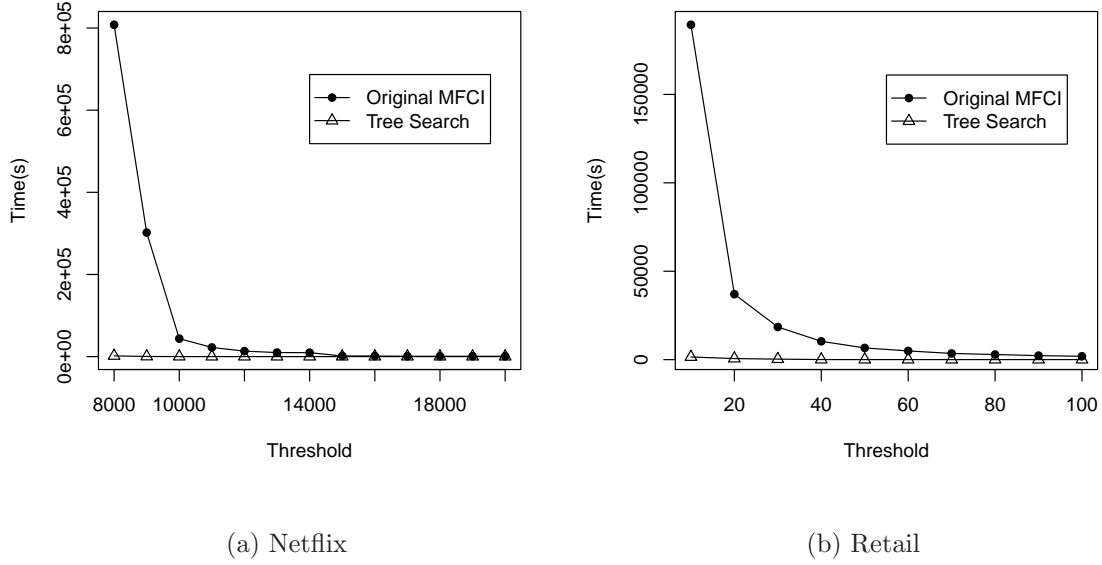 Time(s)
8e+05
6e+05
4e+05
2e+05
0e+00
Original MFCI
Tree Search
8000 10000 14000 18000
Threshold
(a) Netflix
Time(s)
150000
100000
50000
0
Original MFCI
Tree Search
20 40 60 80 100
Threshold
(b) Retail